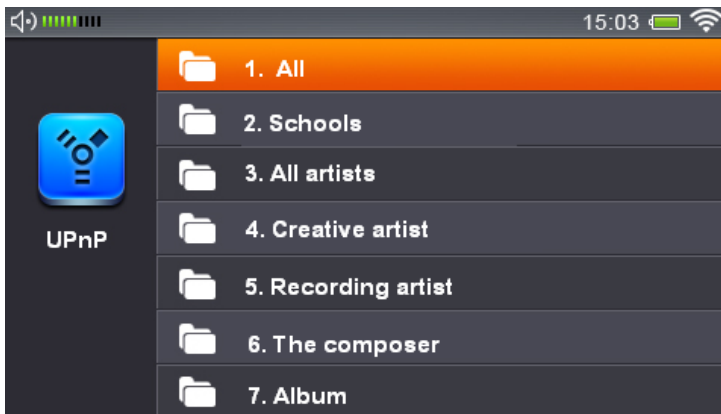 15:03
1. All
2. Schools
3. All artists
4. Creative artist
UPnP
5. Recording artist
6. The composer
7. Album